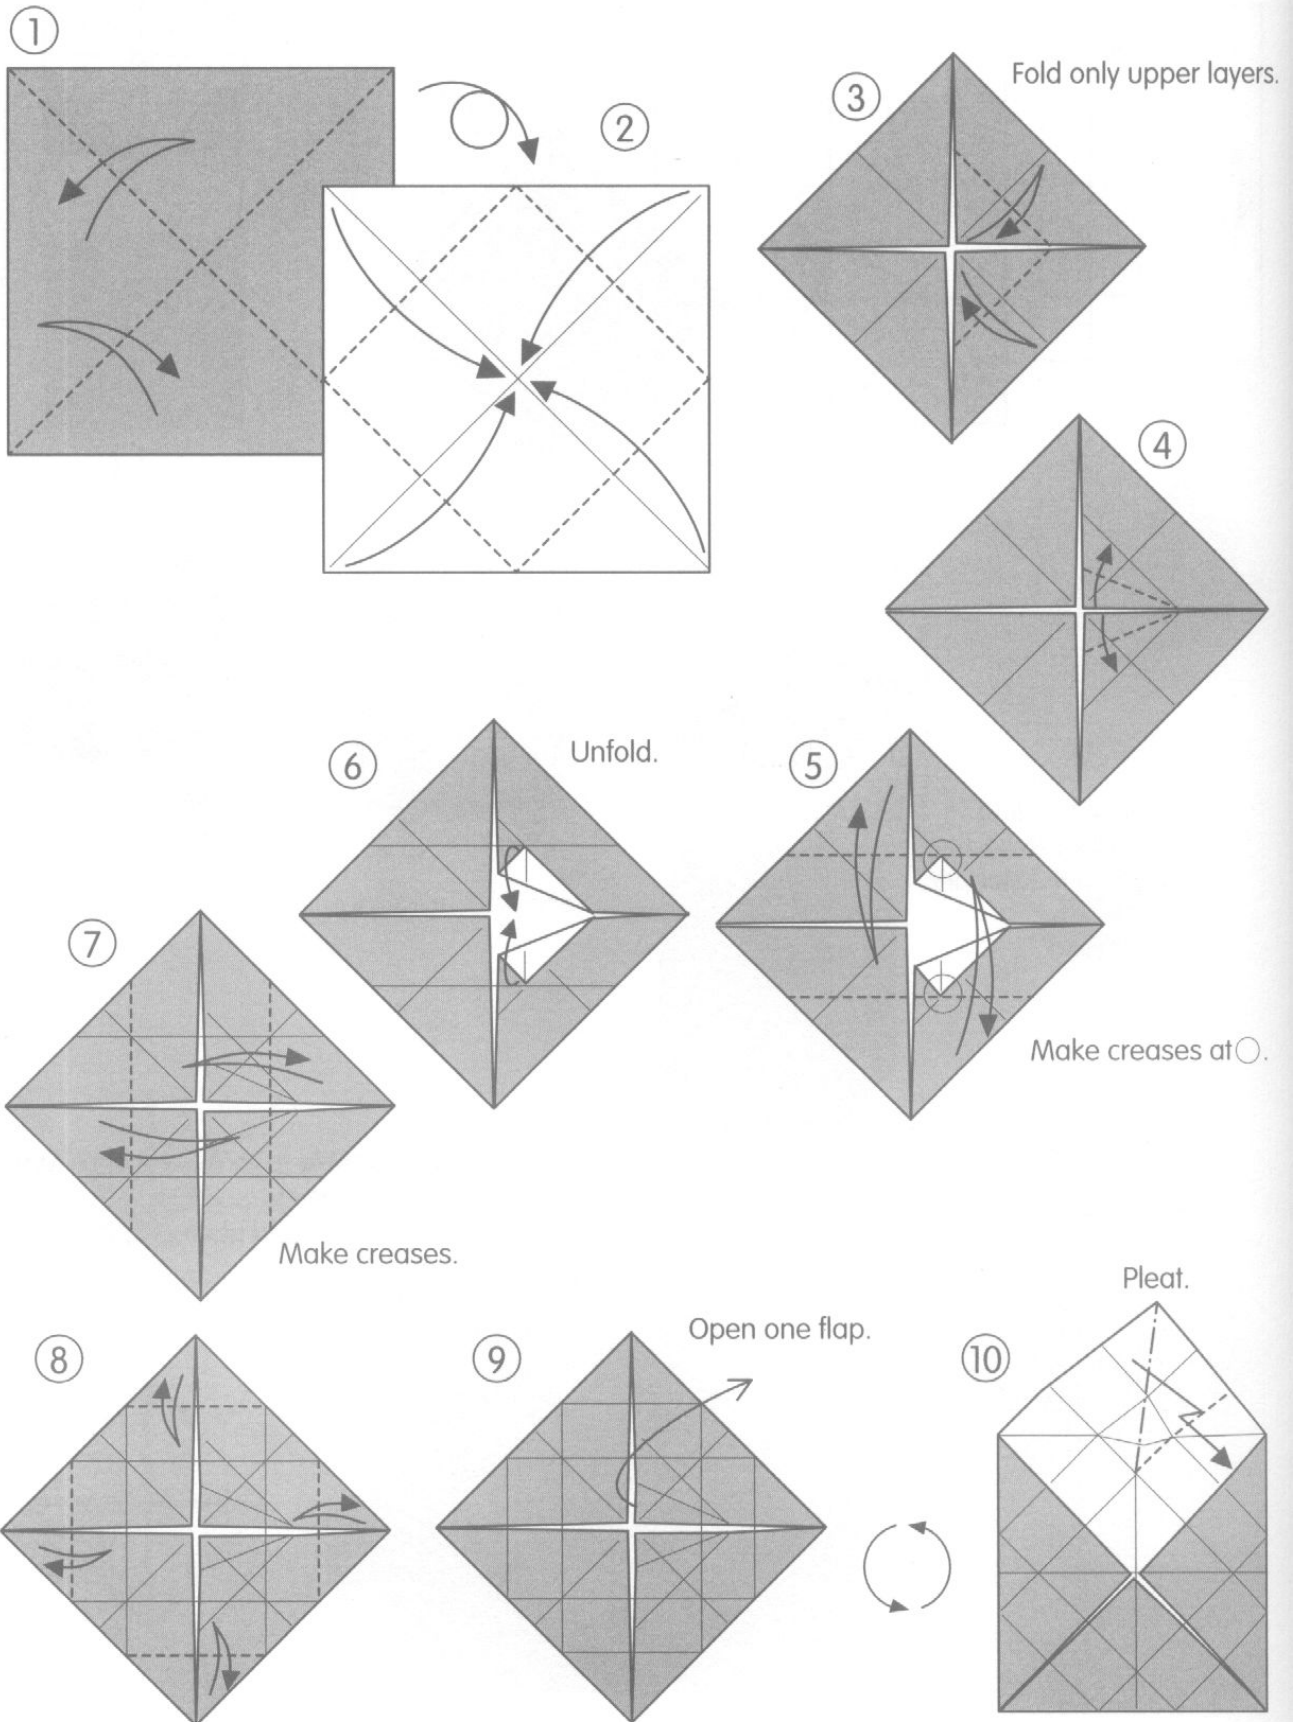 ①
②
③
Fold only upper layers.
④
⑤
Make creases at○.
⑥
Unfold.
⑦
Make creases.
⑧
⑨
Open one flap.
⑩
Pleat.